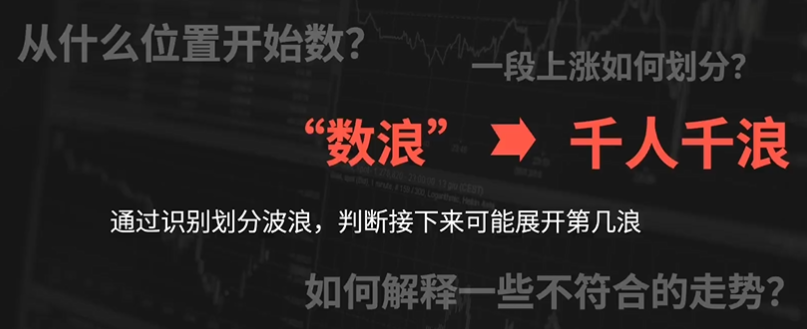 从什么位置开始数？
一段上涨如何划分？
“数浪” 千人千浪
通过识别划分波浪，判断接下来可能展开第几浪
如何解释一些不符合的走势？